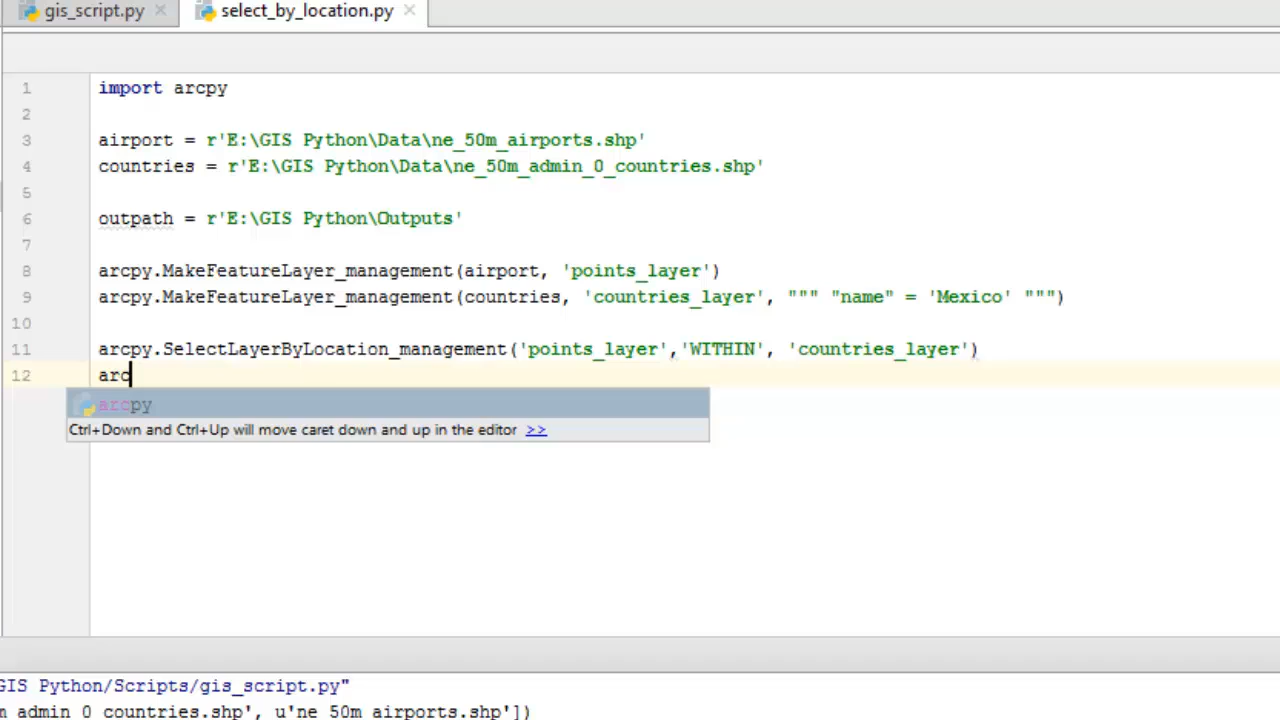 gis_script.py
select_by_location.py
1 import arcpy
2
3 airport = r'E:\GIS Python\Data\ne_50m_airports.shp'
4 countries = r'E:\GIS Python\Data\ne_50m_admin_0_countries.shp'
5
6 outpath = r'E:\GIS Python\Outputs'
7
8 arcpy.MakeFeatureLayer_management(airport, 'points_layer')
9 arcpy.MakeFeatureLayer_management(countries, 'countries_layer', """ "name" = 'Mexico' """)
10
11 arcpy.SelectLayerByLocation_management('points_layer','WITHIN', 'countries_layer')
12 arc
arcpy
Ctrl+Down and Ctrl+Up will move caret down and up in the editor >>
GIS Python/Scripts/gis_script.py"
m_admin_0_countries.shp', u'ne_50m_airports.shp'])